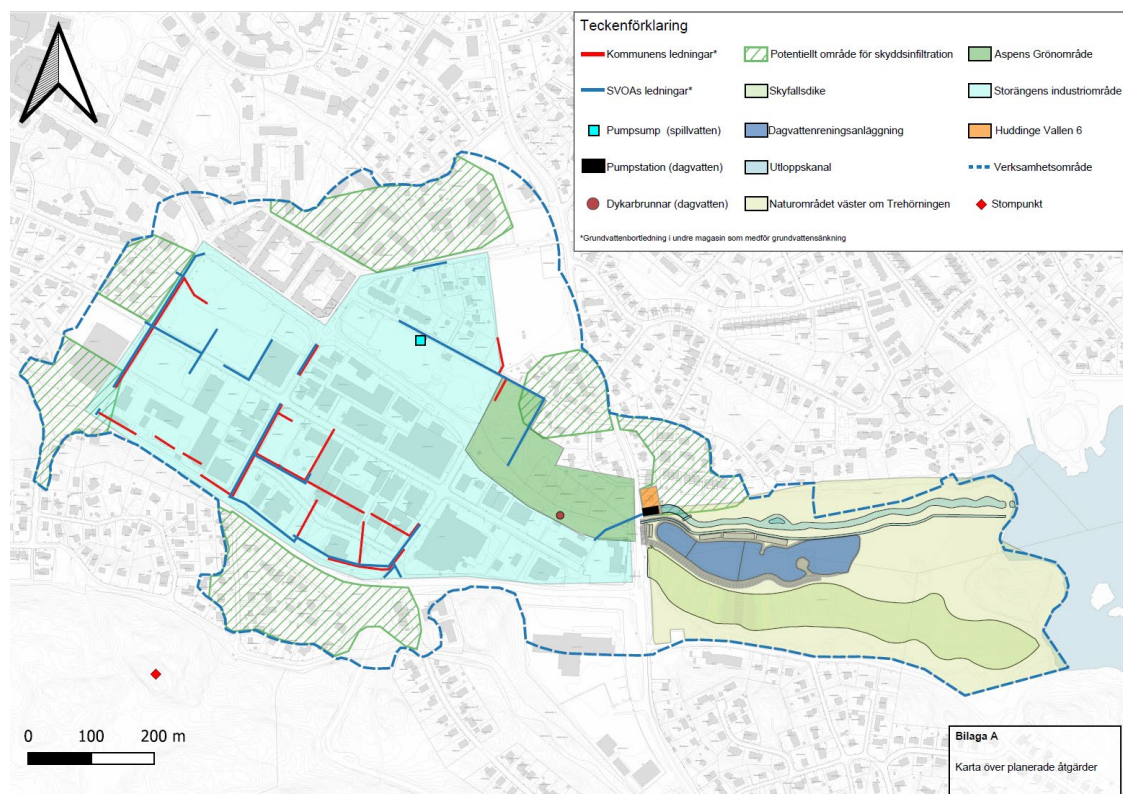 Teckenförklaring
Kommunens ledningar*
Potentiellt område för skyddsinfiltration
Aspens Grönområde
SVOAs ledningar*
Skyfallsdike
Storängens industriområde
Pumpsump (spillvatten)
Dagvattenreningsanläggning
Huddinge Vallen 6
Pumpstation (dagvatten)
Utloppskanal
Verksamhetsområde
Dykarbrunnar (dagvatten)
Naturområdet väster om Trehörningen
Stompunkt
*Grundvattenbortledning i undre magasin som medför grundvattensänkning
0 100 200 m
Bilaga A
Karta över planerade åtgärder